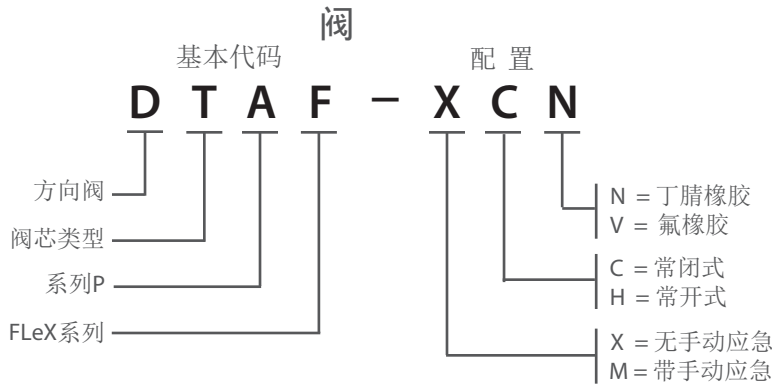 阀
基本代码 配 置
D T A F – X C N
方向阀
阀芯类型
系列P
FLeX系列
N = 丁腈橡胶
V = 氟橡胶
C = 常闭式
H = 常开式
X = 无手动应急
M = 带手动应急